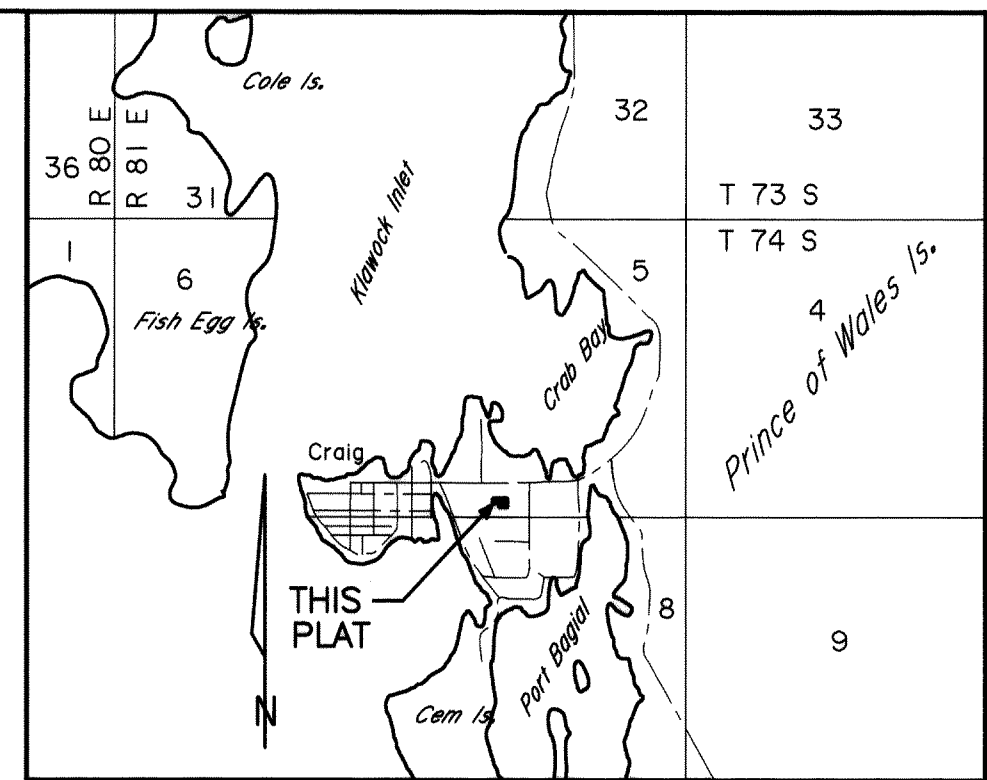 Cole Is.
32
33
36
R 80 E
R 81 E
31
T 73 S
Klawock Inlet
T 74 S
1
6
5
4
Fish Egg Is.
Prince of Wales Is.
Crab Bay
Craig
THIS
PLAT
8
9
Port Bagial
Cem Is.
N